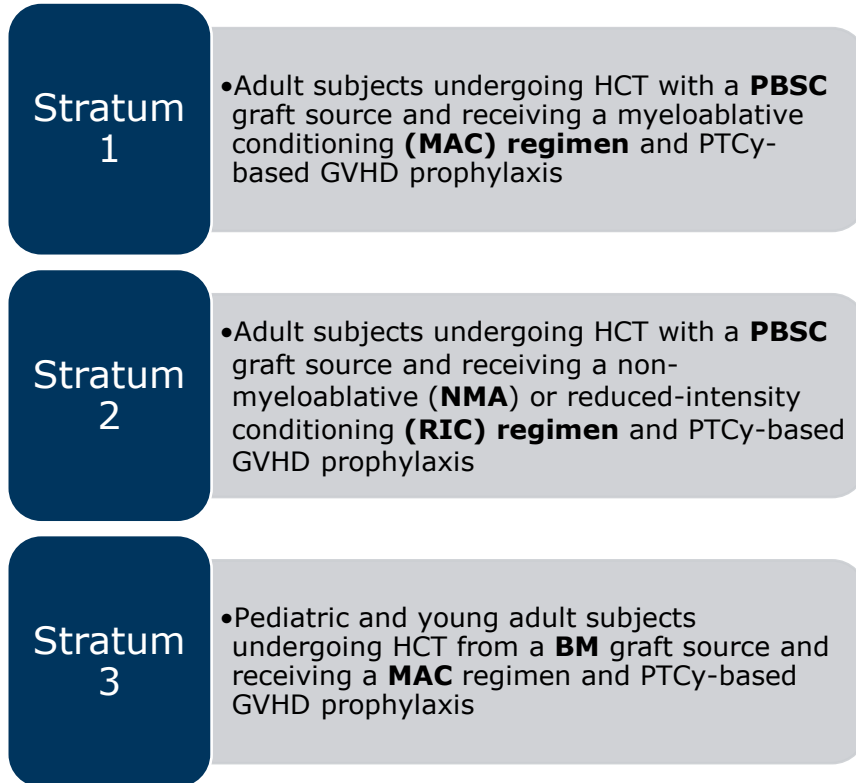 Stratum
1
•Adult subjects undergoing HCT with a PBSC
graft source and receiving a myeloablative
conditioning (MAC) regimen and PTCy-
based GVHD prophylaxis
Stratum
2
•Adult subjects undergoing HCT with a PBSC
graft source and receiving a non-
myeloablative (NMA) or reduced-intensity
conditioning (RIC) regimen and PTCy-based
GVHD prophylaxis
Stratum
3
•Pediatric and young adult subjects
undergoing HCT from a BM graft source and
receiving a MAC regimen and PTCy-based
GVHD prophylaxis